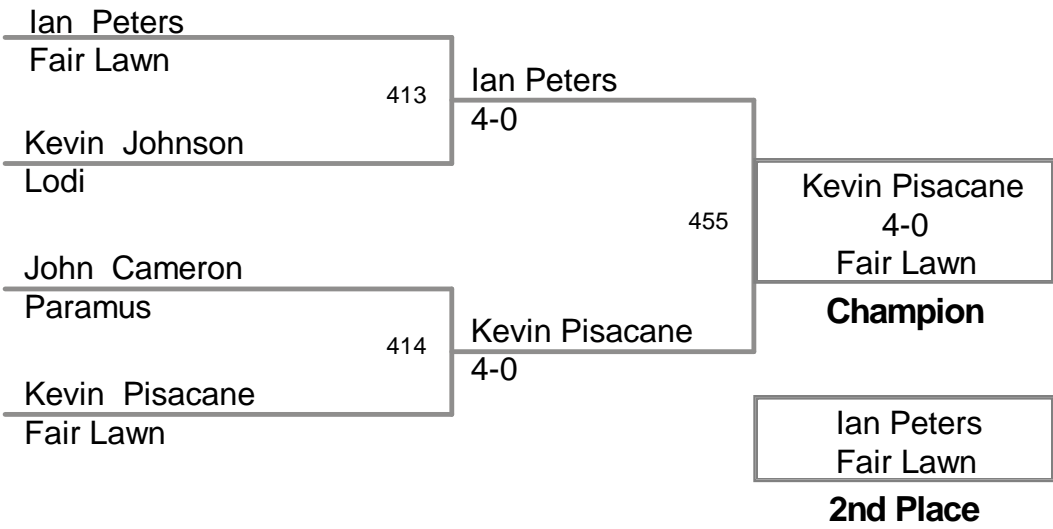 Ian Peters
Fair Lawn
413
Kevin Johnson
Lodi
John Cameron
Paramus
414
Kevin Pisacane
Fair Lawn
Ian Peters
4-0
455
Kevin Pisacane
4-0
Kevin Pisacane
4-0
Fair Lawn
Champion
Ian Peters
Fair Lawn
2nd Place